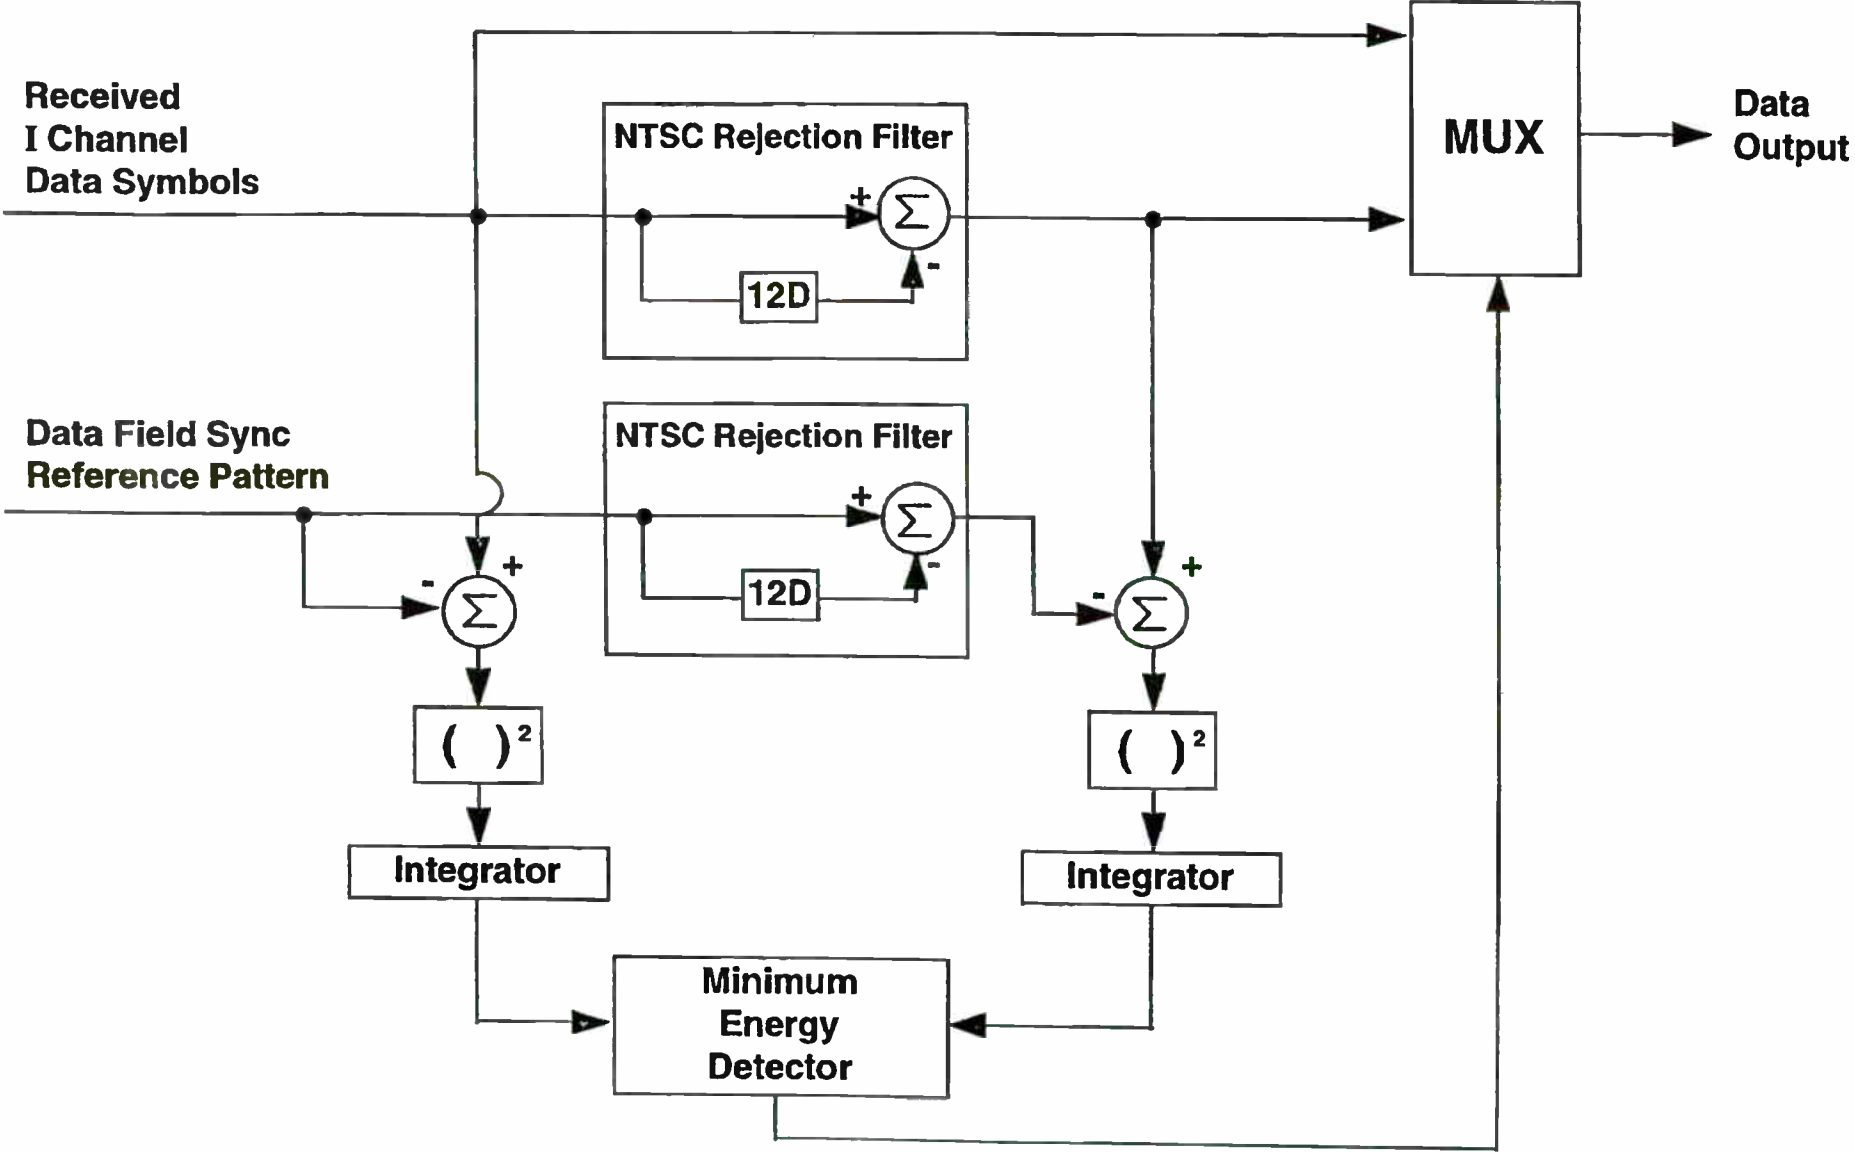 Received
I Channel
Data Symbols
NTSC Rejection Filter
+
Σ
-
12D
MUX
Data
Output
Data Field Sync
Reference Pattern
NTSC Rejection Filter
+
Σ
-
12D
-
+
Σ
-
+
Σ
( )²
( )²
Integrator
Integrator
Minimum
Energy
Detector